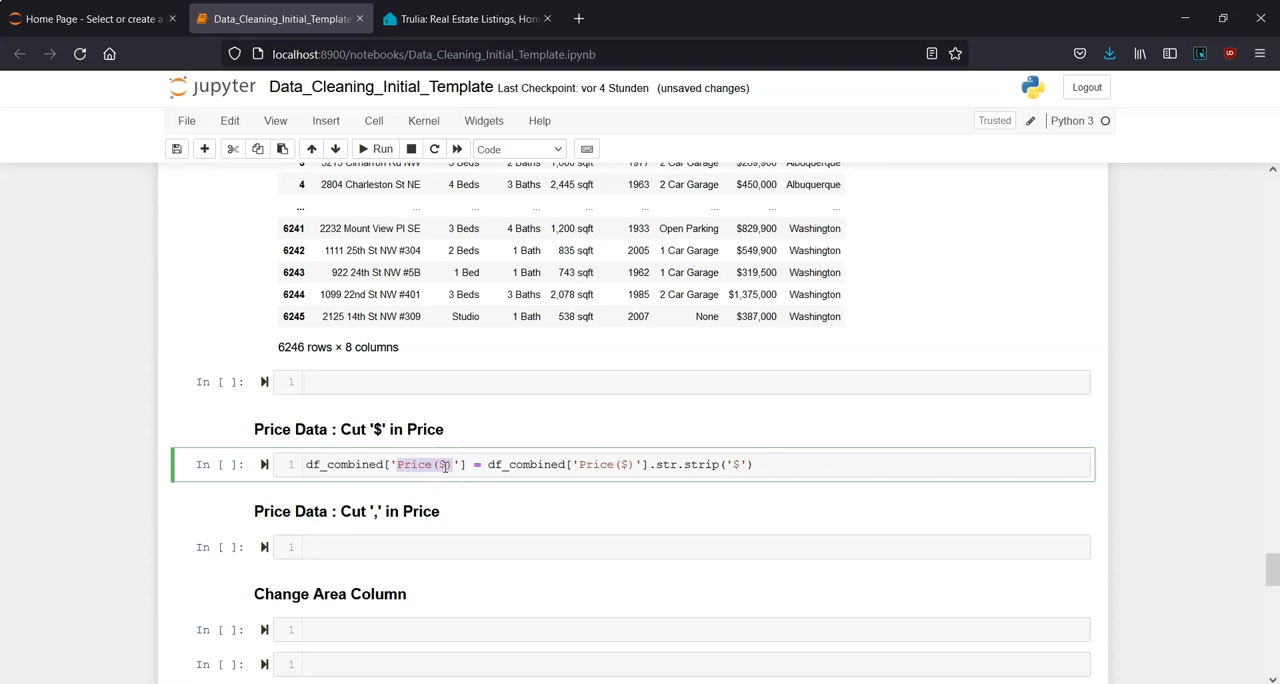 Home Page - Select or create a
Data_Cleaning_Initial_Template
Trulia: Real Estate Listings, Hom
localhost:8900/notebooks/Data_Cleaning_Initial_Template.ipynb
jupyter Data_Cleaning_Initial_Template Last Checkpoint: vor 4 Stunden (unsaved changes)
Logout
File Edit View Insert Cell Kernel Widgets Help
Trusted Python 3
Run Code
4 2804 Charleston St NE 4 Beds 3 Baths 2,445 sqft 1963 2 Car Garage $450,000 Albuquerque
... ... ... ... ... ... ... ... ...
6241 2232 Mount View Pl SE 3 Beds 4 Baths 1,200 sqft 1933 Open Parking $829,900 Washington
6242 1111 25th St NW #304 2 Beds 1 Bath 835 sqft 2005 1 Car Garage $549,900 Washington
6243 922 24th St NW #5B 1 Bed 1 Bath 743 sqft 1962 1 Car Garage $319,500 Washington
6244 1099 22nd St NW #401 3 Beds 3 Baths 2,078 sqft 1985 2 Car Garage $1,375,000 Washington
6245 2125 14th St NW #309 Studio 1 Bath 538 sqft 2007 None $387,000 Washington
6246 rows × 8 columns
In [ ]: 1
Price Data : Cut '$' in Price
In [ ]: 1 df_combined['Price($)'] = df_combined['Price($)'].str.strip('$')
Price Data : Cut ',' in Price
In [ ]: 1
Change Area Column
In [ ]: 1
In [ ]: 1